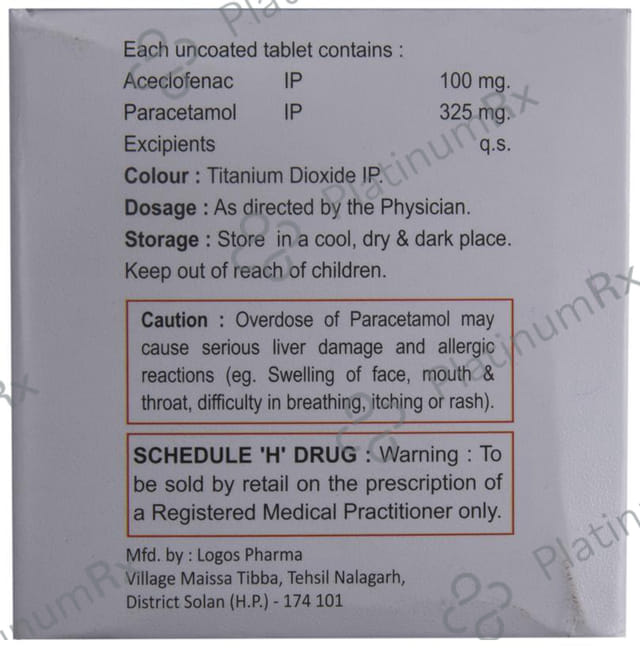 Each uncoated tablet contains :
Aceclofenac IP 100 mg.
Paracetamol IP 325 mg.
Excipients q.s.
Colour : Titanium Dioxide IP.
Dosage : As directed by the Physician.
Storage : Store in a cool, dry & dark place.
Keep out of reach of children.
Caution : Overdose of Paracetamol may
cause serious liver damage and allergic
reactions (eg. Swelling of face, mouth &
throat, difficulty in breathing, itching or rash).
SCHEDULE 'H' DRUG : Warning : To
be sold by retail on the prescription of
a Registered Medical Practitioner only.
Mfd. by : Logos Pharma
Village Maissa Tibba, Tehsil Nalagarh,
District Solan (H.P.) - 174 101
PlatinumRx
PlatinumRx
PlatinumRx